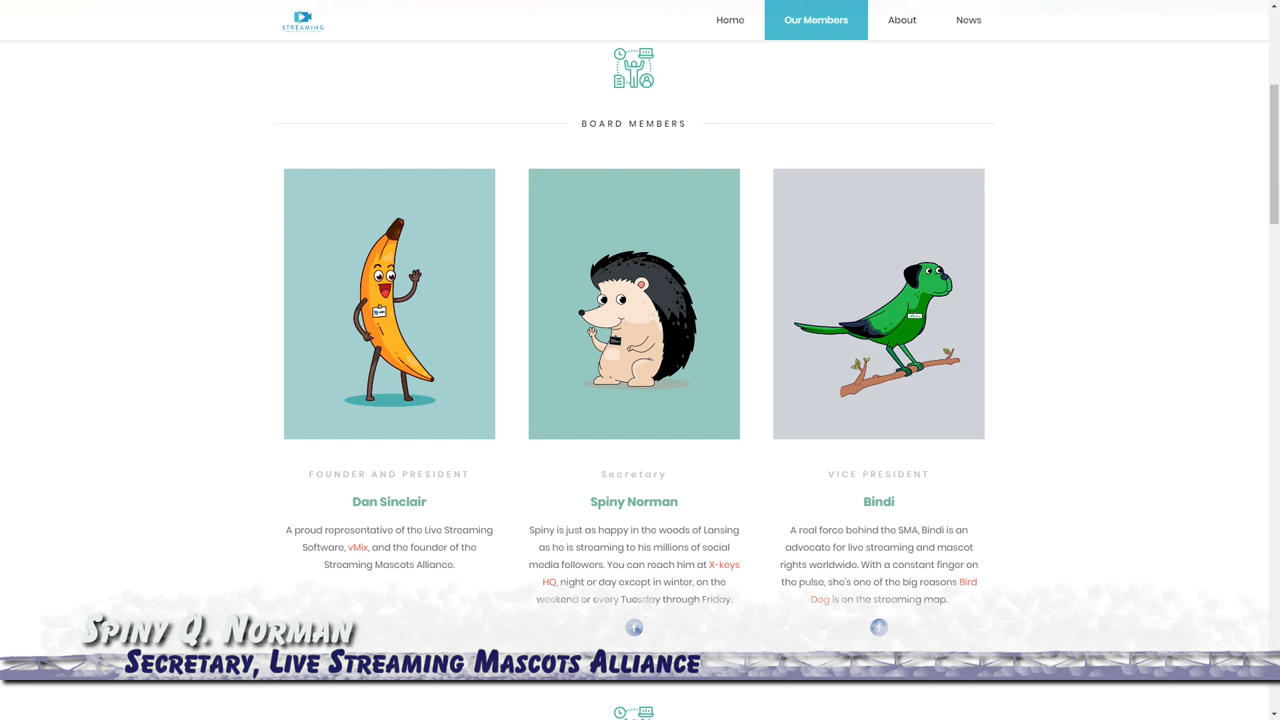 STREAMING
Home
Our Members
About
News
BOARD MEMBERS
FOUNDER AND PRESIDENT
Dan Sinclair
A proud representative of the Live Streaming
Software, vMix, and the founder of the
Streaming Mascots Alliance.
Secretary
Spiny Norman
Spiny is just as happy in the woods of Lansing
as he is streaming to his millions of social
media followers. You can reach him at X-keys
HQ, night or day except in winter, on the
weekend or every Tuesday through Friday.
VICE PRESIDENT
Bindi
A real force behind the SMA, Bindi is an
advocate for live streaming and mascot
rights worldwide. With a constant finger on
the pulse, she's one of the big reasons Bird
Dog is on the streaming map.
Spiny Q. Norman
Secretary, Live Streaming Mascots Alliance